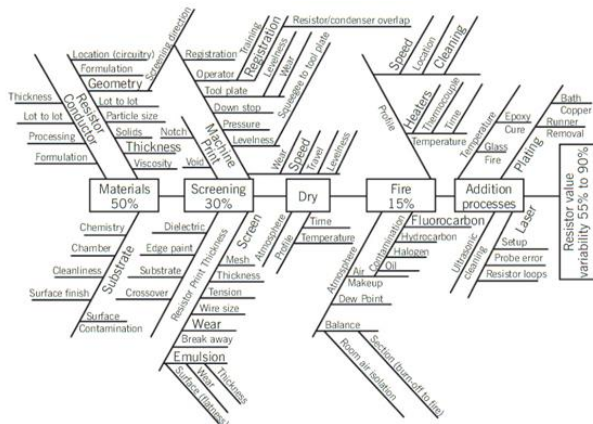 Resistor/condenser overlap
Screening direction
Location (circuitry)
Formulation
Geometry
Resistor
Conductor
Thickness
Lot to lot
Processing
Formulation
Lot to lot
Particle size
Solids
Thickness
Viscosity
Registration
Operator
Training
Registration
Levelness
Wear
Squeegee to tool plate
Tool plate
Down stop
Pressure
Levelness
Machine
Print
Notch
Void
Wear
Speed
Travel
Levelness
Speed
Location
Cleaning
Profile
Heaters
Thermocouple
Time
Temperature
Temperature
Glass
Fire
Epoxy
Cure
Plating
Bath
Copper
Runner
Removal
Materials
50%
Screening
30%
Dry
Fire
15%
Addition
processes
Resistor value
variability 55% to 90%
Chemistry
Chamber
Cleanliness
Surface finish
Surface
Contamination
Substrate
Dielectric
Edge paint
Substrate
Crossover
Resistor Print Thickness
Screen
Mesh
Thickness
Tension
Wire size
Wear
Break away
Emulsion
Surface (flatness)
Wear
Thickness
Atmosphere
Profile
Time
Temperature
Atmosphere
Contamination
Fluorocarbon
Hydrocarbon
Halogen
Oil
Air
Makeup
Dew Point
Balance
Room air isolation
Section (burn-off to fire)
Ultrasonic
cleaning
Laser
Setup
Probe error
Resistor loops